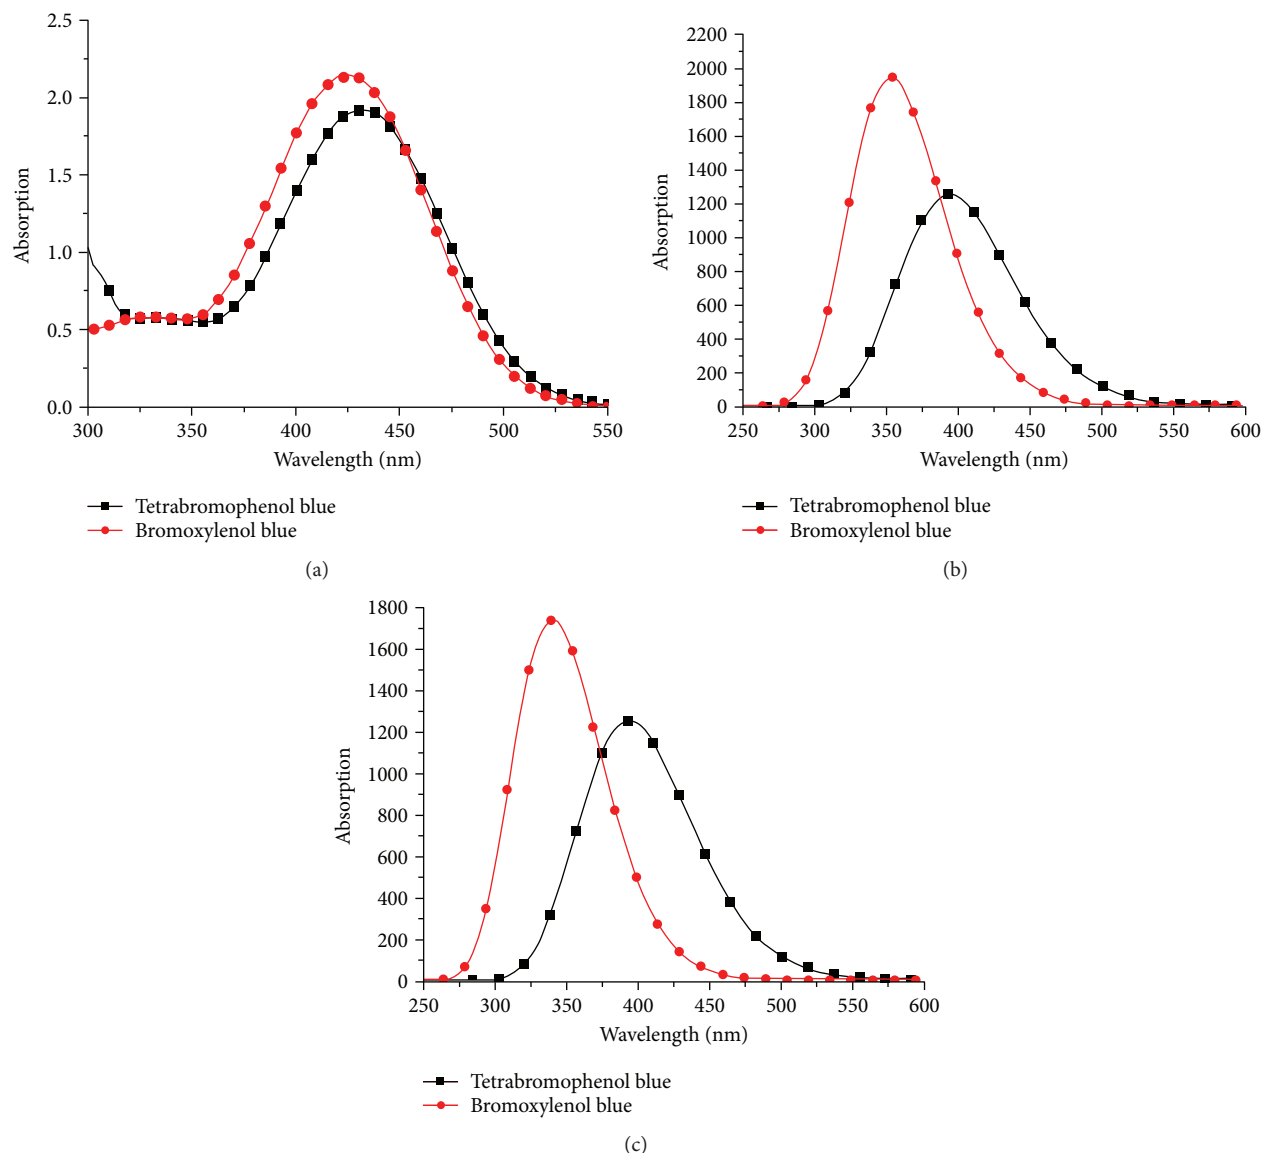 2.5
2.0
1.5
1.0
0.5
0.0
Absorption
300 350 400 450 500 550
Wavelength (nm)
Tetrabromophenol blue
Bromoxylenol blue
(a)
2200
2000
1800
1600
1400
1200
1000
800
600
400
200
0
Absorption
250 300 350 400 450 500 550 600
Wavelength (nm)
Tetrabromophenol blue
Bromoxylenol blue
(b)
1800
1600
1400
1200
1000
800
600
400
200
0
Absorption
250 300 350 400 450 500 550 600
Wavelength (nm)
Tetrabromophenol blue
Bromoxylenol blue
(c)